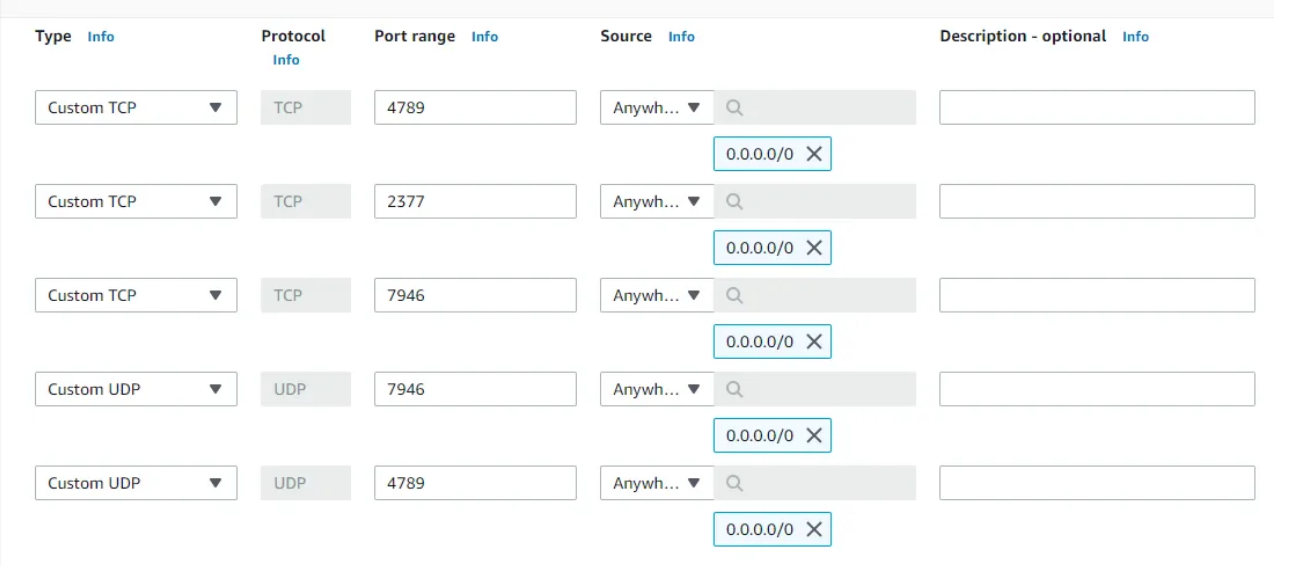 Type Info Protocol Port range Info Source Info Description - optional Info
Info
Custom TCP TCP 4789 Anywh...
0.0.0.0/0
Custom TCP TCP 2377 Anywh...
0.0.0.0/0
Custom TCP TCP 7946 Anywh...
0.0.0.0/0
Custom UDP UDP 7946 Anywh...
0.0.0.0/0
Custom UDP UDP 4789 Anywh...
0.0.0.0/0